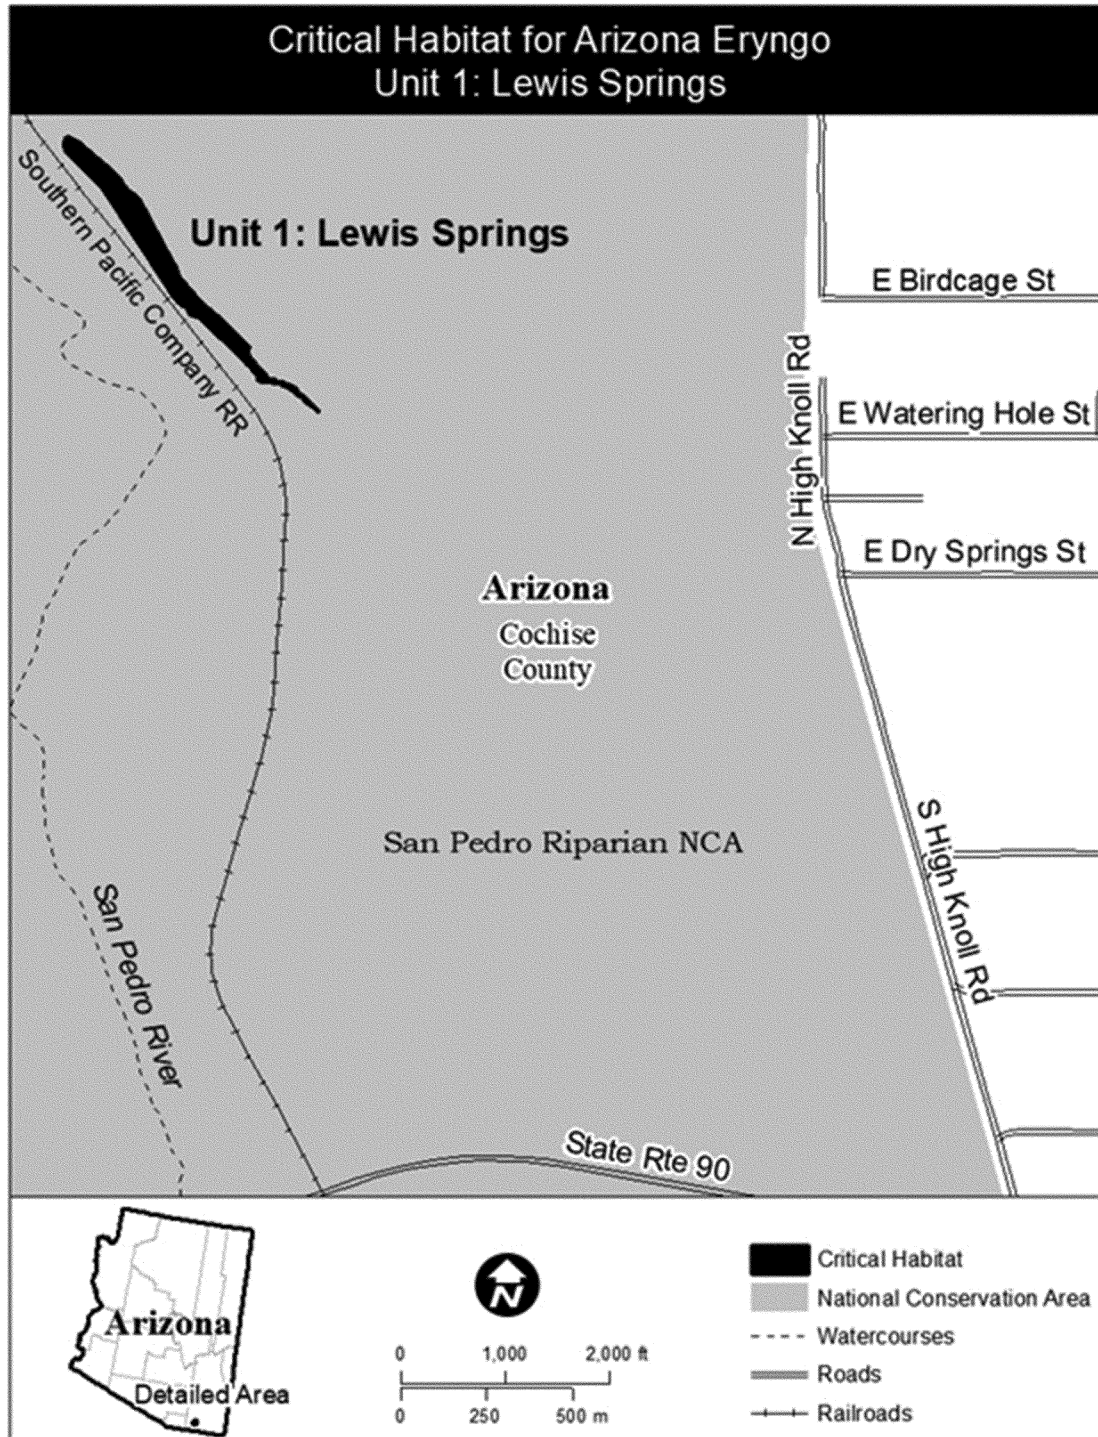 Critical Habitat for Arizona Eryngo
Unit 1: Lewis Springs
Southern Pacific Company RR
Unit 1: Lewis Springs
E Birdcage St
N High Knoll Rd
E Watering Hole St
E Dry Springs St
Arizona
Cochise
County
San Pedro Riparian NCA
S High Knoll Rd
San Pedro River
State Rte 90
Arizona
Detailed Area
N
0 1,000 2,000 ft
0 250 500 m
Critical Habitat
National Conservation Area
Watercourses
Roads
Railroads